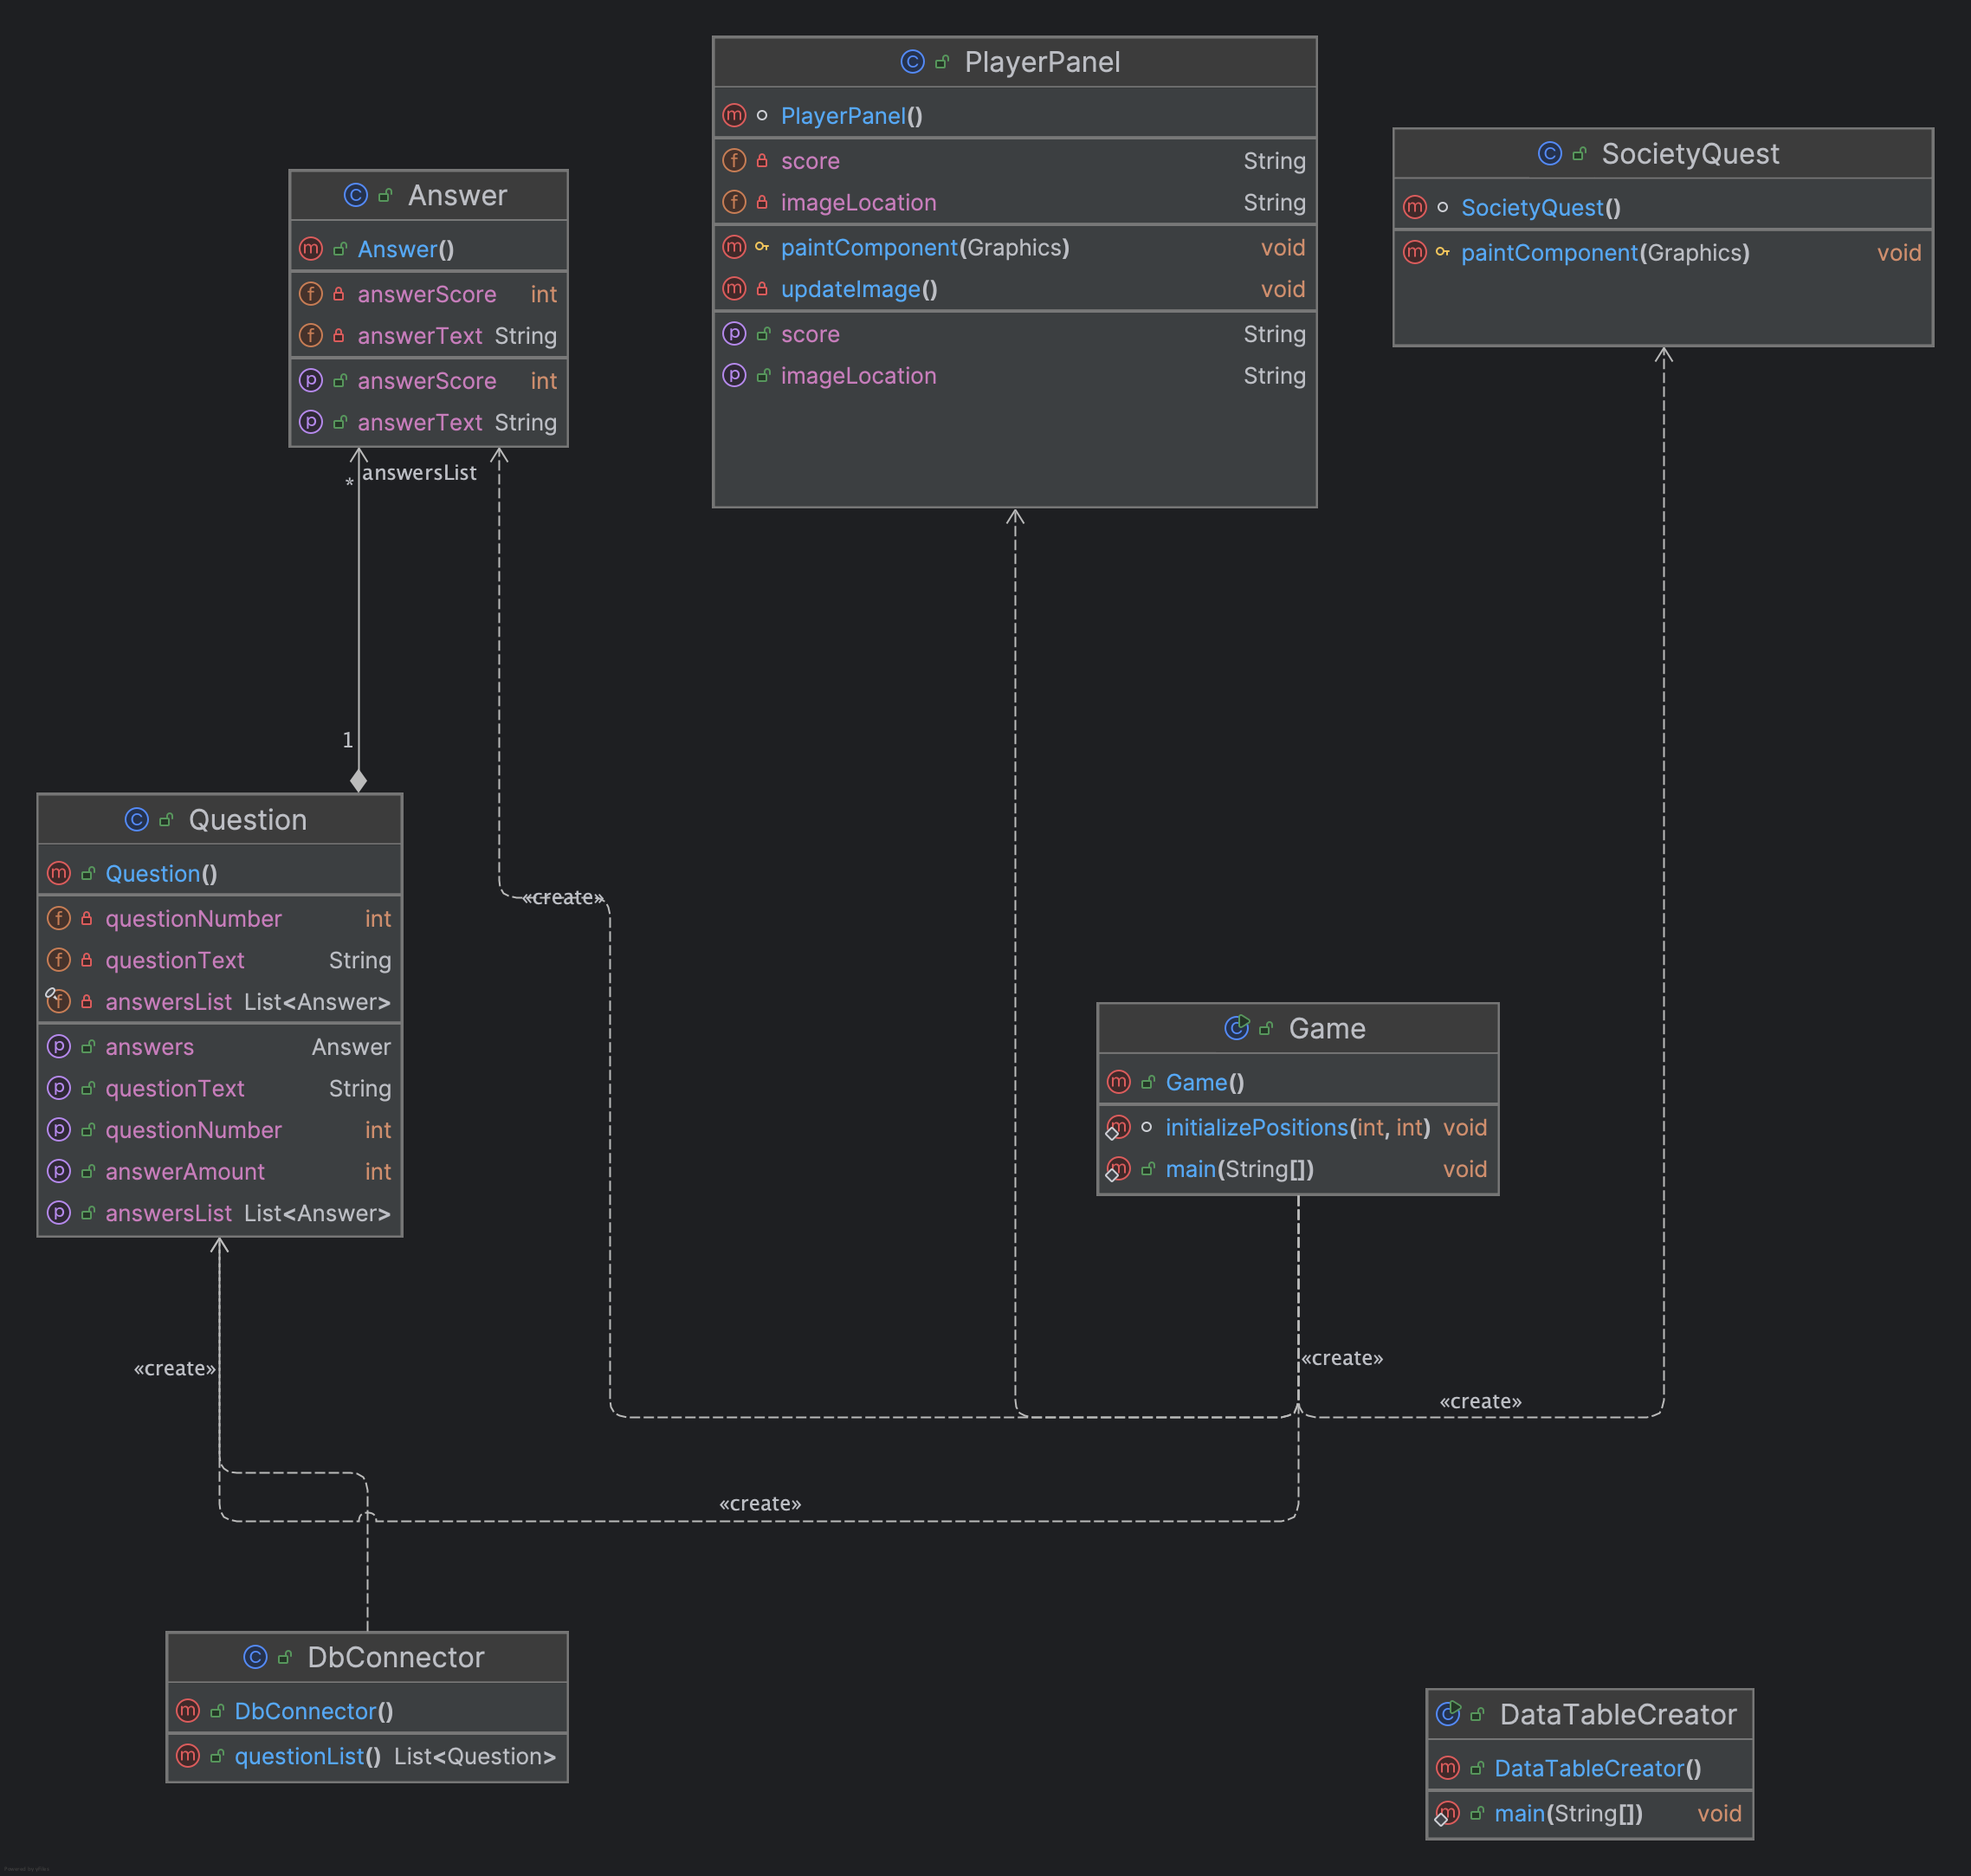 PlayerPanel
PlayerPanel()
score String
imageLocation String
paintComponent(Graphics) void
updateImage() void
score String
imageLocation String
SocietyQuest
SocietyQuest()
paintComponent(Graphics) void
Answer
Answer()
answerScore int
answerText String
answerScore int
answerText String
answersList
*
1
Question
Question()
questionNumber int
questionText String
answersList List<Answer>
answers Answer
questionText String
questionNumber int
answerAmount int
answersList List<Answer>
«create»
Game
Game()
initializePositions(int, int) void
main(String[]) void
«create»
«create»
«create»
«create»
DbConnector
DbConnector()
questionList() List<Question>
DataTableCreator
DataTableCreator()
main(String[]) void
Powered by yFiles